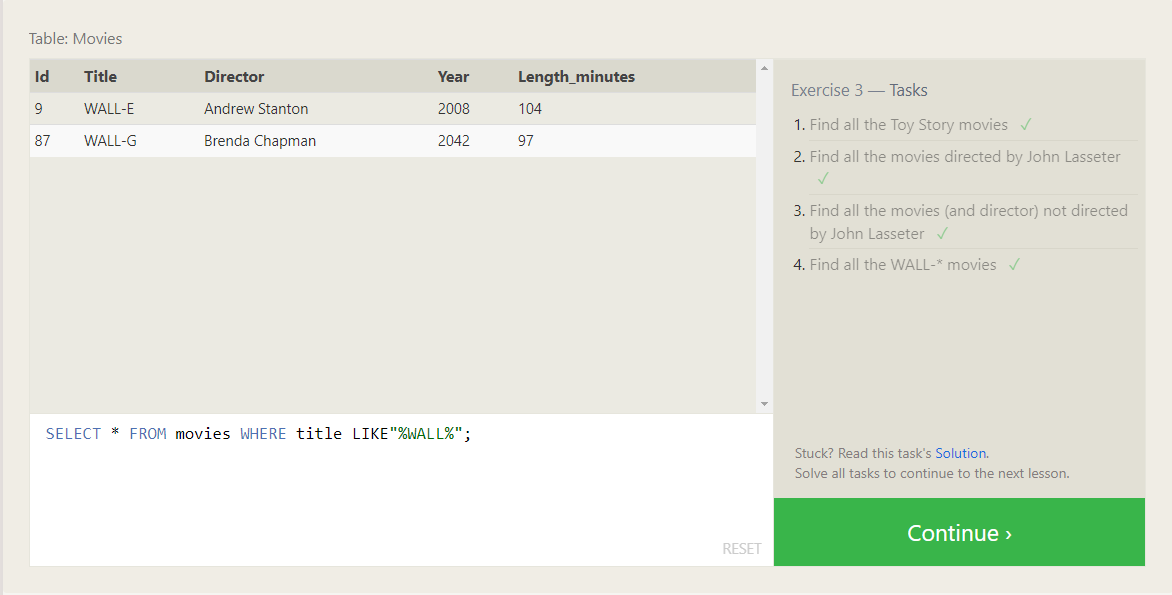 Table: Movies
Id Title Director Year Length_minutes
9 WALL-E Andrew Stanton 2008 104
87 WALL-G Brenda Chapman 2042 97
SELECT * FROM movies WHERE title LIKE"%WALL%";
RESET
Exercise 3 — Tasks
1. Find all the Toy Story movies ✓
2. Find all the movies directed by John Lasseter
✓
3. Find all the movies (and director) not directed
by John Lasseter ✓
4. Find all the WALL-* movies ✓
Stuck? Read this task's Solution.
Solve all tasks to continue to the next lesson.
Continue ›